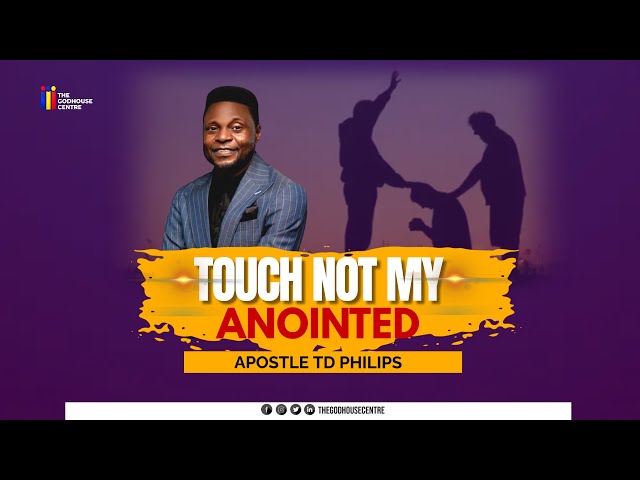 THE
GODHOUSE
CENTRE
TOUCH NOT MY
ANOINTED
APOSTLE TD PHILIPS
THEGODHOUSECENTRE